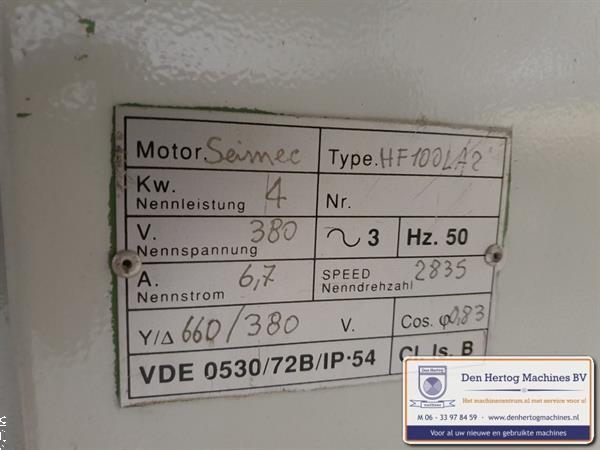 Motor. Seimec Type. HF100LA2
Kw. 4 Nr.
Nennleistung
V. 380 3 Hz. 50
Nennspannung
A. 6,7 SPEED 2835
Nennstrom Nenndrehzahl
Y/Δ 660/380 V. Cos. φ 0,83
VDE 0530/72B/IP·54 Cl. Is. B
Den Hertog Machines BV
Het machinecentrum.nl met service voor u!
M 06 - 33 97 84 59 - www.denhertogmachines.nl
Voor al uw nieuwe en gebruikte machines